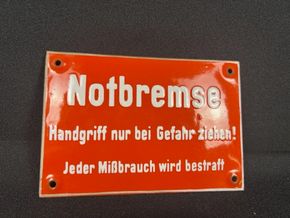 Notbremse
Handgriff nur bei Gefahr ziehen!
Jeder Mißbrauch wird bestraft